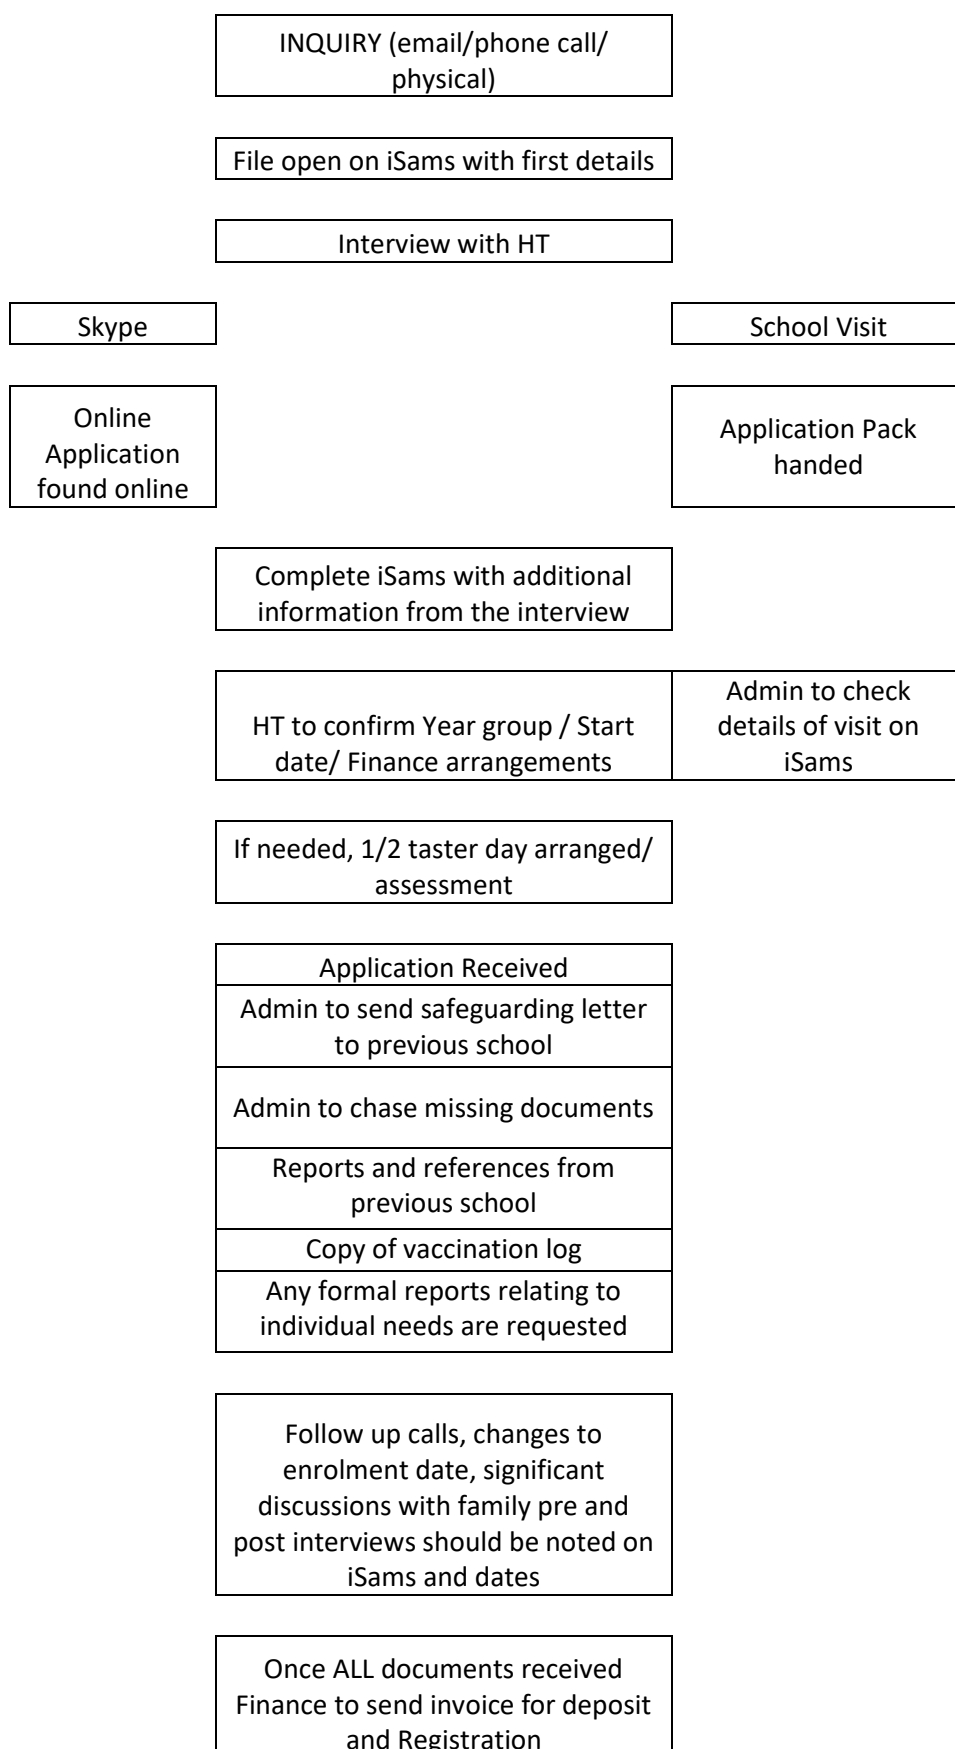 INQUIRY (email/phone call/
physical)
File open on iSams with first details
Interview with HT
Skype
School Visit
Online
Application
found online
Application Pack
handed
Complete iSams with additional
information from the interview
HT to confirm Year group / Start
date/ Finance arrangements
Admin to check
details of visit on
iSams
If needed, 1/2 taster day arranged/
assessment
Application Received
Admin to send safeguarding letter
to previous school
Admin to chase missing documents
Reports and references from
previous school
Copy of vaccination log
Any formal reports relating to
individual needs are requested
Follow up calls, changes to
enrolment date, significant
discussions with family pre and
post interviews should be noted on
iSams and dates
Once ALL documents received
Finance to send invoice for deposit
and Registration